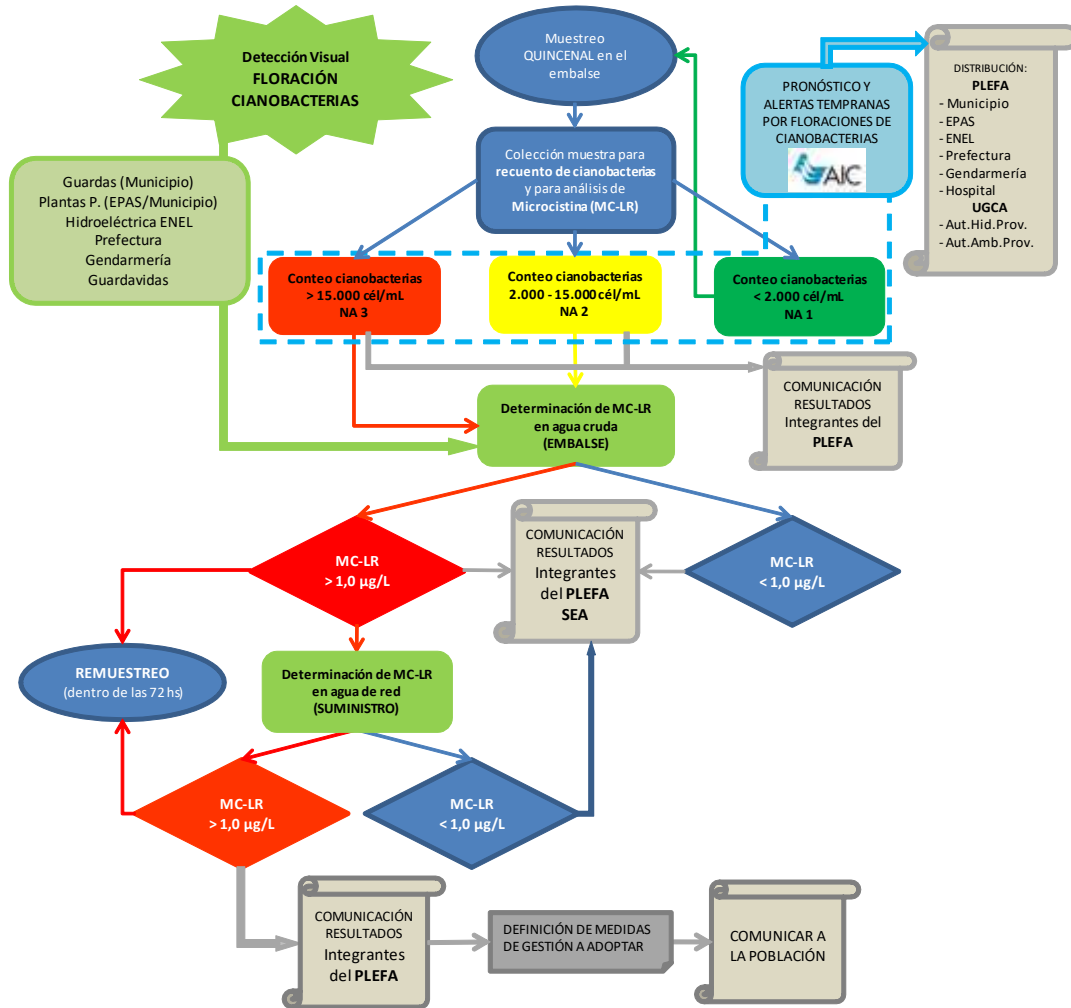 Detección Visual
FLORACIÓN
CIANOBACTERIAS
Muestreo
QUINCENAL en el
embalse
PRONÓSTICO Y
ALERTAS TEMPRANAS
POR FLORACIONES DE
CIANOBACTERIAS
AIC
DISTRIBUCIÓN:
PLEFA
- Municipio
- EPAS
- ENEL
- Prefectura
- Gendarmería
- Hospital
UGCA
- Aut.Hid.Prov.
- Aut.Amb.Prov.
Colección muestra para
recuento de cianobacterias
y para análisis de
Microcistina (MC-LR)
Guardas (Municipio)
Plantas P. (EPAS/Municipio)
Hidroeléctrica ENEL
Prefectura
Gendarmería
Guardavidas
Conteo cianobacterias
> 15.000 cél/mL
NA 3
Conteo cianobacterias
2.000 - 15.000 cél/mL
NA 2
Conteo cianobacterias
< 2.000 cél/mL
NA 1
COMUNICACIÓN
RESULTADOS
Integrantes del
PLEFA
Determinación de MC-LR
en agua cruda
(EMBALSE)
MC-LR
> 1,0 µg/L
COMUNICACIÓN
RESULTADOS
Integrantes
del PLEFA
SEA
MC-LR
< 1,0 µg/L
REMUESTREO
(dentro de las 72 hs)
Determinación de MC-LR
en agua de red
(SUMINISTRO)
MC-LR
> 1,0 µg/L
MC-LR
< 1,0 µg/L
COMUNICACIÓN
RESULTADOS
Integrantes
del PLEFA
DEFINICIÓN DE MEDIDAS
DE GESTIÓN A ADOPTAR
COMUNICAR A
LA POBLACIÓN